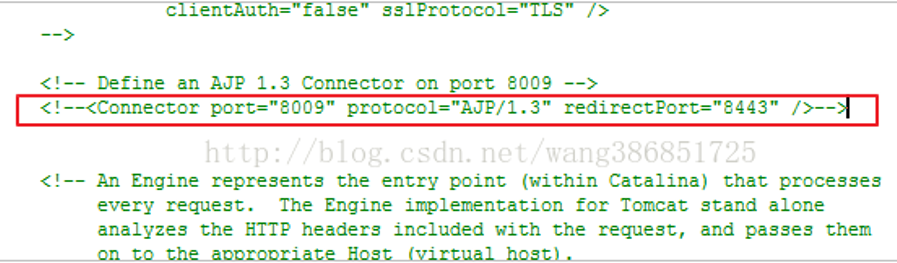 clientAuth="false" sslProtocol="TLS" />
-->
<!-- Define an AJP 1.3 Connector on port 8009 -->
<!--<Connector port="8009" protocol="AJP/1.3" redirectPort="8443" />-->
http://blog.csdn.net/wang386851725
<!-- An Engine represents the entry point (within Catalina) that processes
every request.  The Engine implementation for Tomcat stand alone
analyzes the HTTP headers included with the request, and passes them
on to the appropriate Host (virtual host).